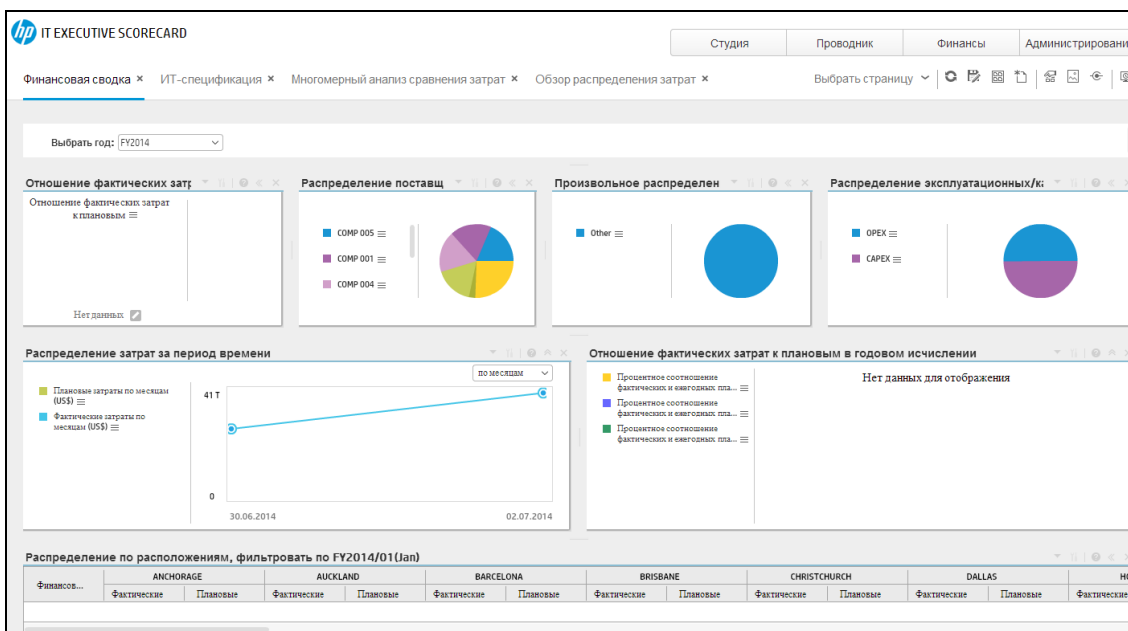 hp IT EXECUTIVE SCORECARD
Студия Проводник Финансы Администрировани
Финансовая сводка × ИТ-спецификация × Многомерный анализ сравнения затрат × Обзор распределения затрат × Выбрать страницу
Выбрать год: FY2014
Отношение фактических затр
Отношение фактических затрат
к плановым
Нет данных
Распределение поставщ
COMP 005
COMP 001
COMP 004
Произвольное распределен
Other
Распределение эксплуатационных/ка
OPEX
CAPEX
Распределение затрат за период времени
по месяцам
Плановые затраты по месяцам
(US$)
Фактические затраты по
месяцам (US$)
41 T
0
30.06.2014 02.07.2014
Отношение фактических затрат к плановым в годовом исчислении
Процентное соотношение
фактических и ежегодных пла...
Процентное соотношение
фактических и ежегодных пла...
Процентное соотношение
фактических и ежегодных пла...
Нет данных для отображения
Распределение по расположениям, фильтровать по FY2014/01(Jan)
Финансов... ANCHORAGE AUCKLAND BARCELONA BRISBANE CHRISTCHURCH DALLAS HO
Фактические Плановые Фактические Плановые Фактические Плановые Фактические Плановые Фактические Плановые Фактические Плановые Фактические